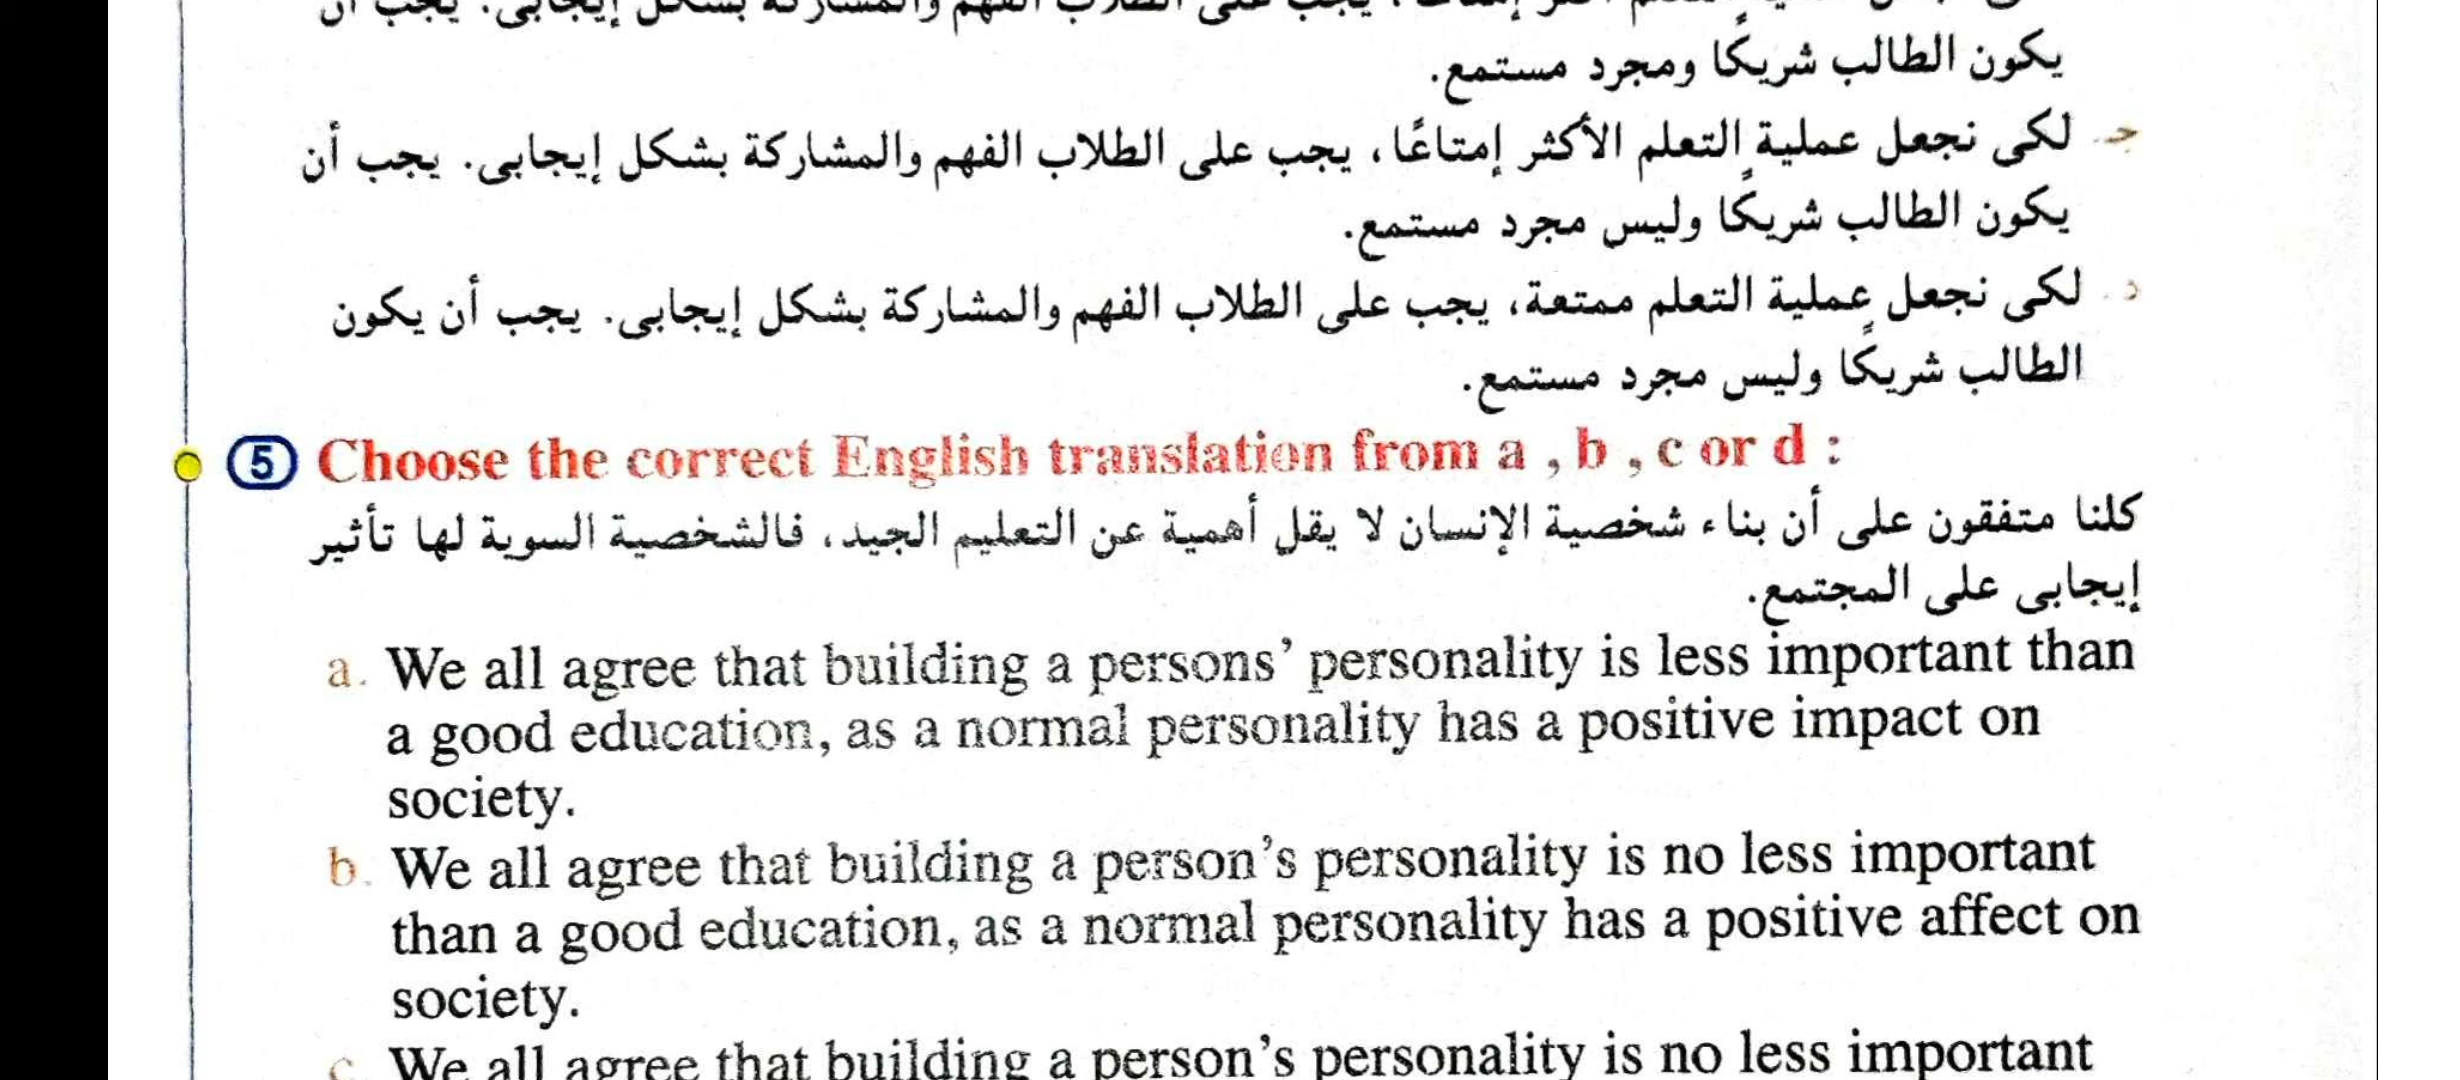 يكون الطالب شريكًا ومجرد مستمع.
جـ. لكى نجعل عملية التعلم الأكثر إمتاعًا، يجب على الطلاب الفهم والمشاركة بشكل إيجابى. يجب أن
يكون الطالب شريكًا وليس مجرد مستمع.
د. لكى نجعل عملية التعلم ممتعة، يجب على الطلاب الفهم والمشاركة بشكل إيجابى. يجب أن يكون
الطالب شريكًا وليس مجرد مستمع.
5 Choose the correct English translation from a , b , c or d :
كلنا متفقون على أن بناء شخصية الإنسان لا يقل أهمية عن التعليم الجيد، فالشخصية السوية لها تأثير
إيجابى على المجتمع.
a. We all agree that building a persons’ personality is less important than
a good education, as a normal personality has a positive impact on
society.
b. We all agree that building a person’s personality is no less important
than a good education, as a normal personality has a positive affect on
society.
c. We all agree that building a person’s personality is no less important